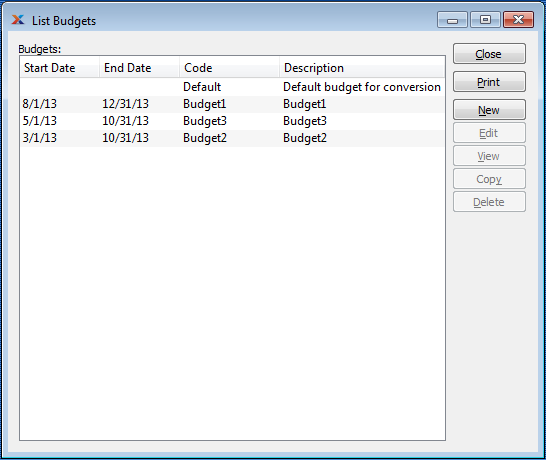 List Budgets
Budgets:
Start Date End Date Code Description
Default Default budget for conversion
8/1/13 12/31/13 Budget1 Budget1
5/1/13 10/31/13 Budget3 Budget3
3/1/13 10/31/13 Budget2 Budget2
Close
Print
New
Edit
View
Copy
Delete